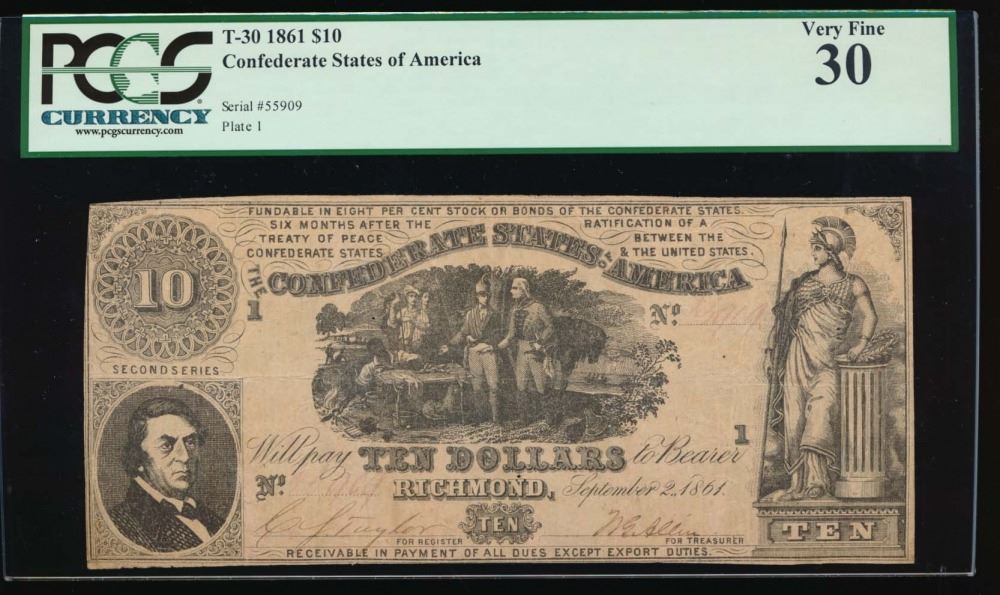 PCGS
CURRENCY
www.pcgscurrency.com
T-30 1861 $10
Confederate States of America
Serial #55909
Plate 1
Very Fine
30
FUNDABLE IN EIGHT PER CENT STOCK OR BONDS OF THE CONFEDERATE STATES.
SIX MONTHS AFTER THE RATIFICATION OF A
TREATY OF PEACE BETWEEN THE
CONFEDERATE STATES & THE UNITED STATES.
THE CONFEDERATE STATES OF AMERICA
10
1
No.
SECOND SERIES
1
Will pay TEN DOLLARS to Bearer
No.
RICHMOND, September 2, 1861.
TEN
TEN
FOR REGISTER
FOR TREASURER
RECEIVABLE IN PAYMENT OF ALL DUES EXCEPT EXPORT DUTIES.